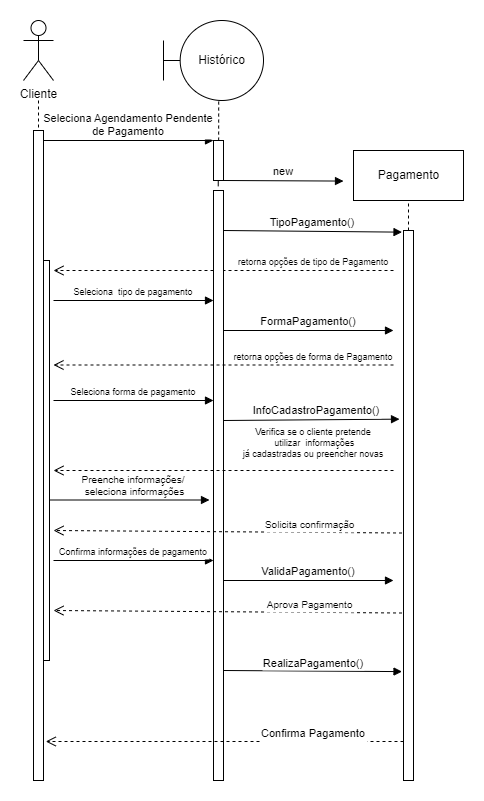 Histórico
Cliente
Seleciona Agendamento Pendente
de Pagamento
new
Pagamento
TipoPagamento()
retorna opções de tipo de Pagamento
Seleciona tipo de pagamento
FormaPagamento()
retorna opções de forma de Pagamento
Seleciona forma de pagamento
InfoCadastroPagamento()
Verifica se o cliente pretende
utilizar informações
já cadastradas ou preencher novas
Preenche informações/
seleciona informações
Solicita confirmação
Confirma informações de pagamento
ValidaPagamento()
Aprova Pagamento
RealizaPagamento()
Confirma Pagamento